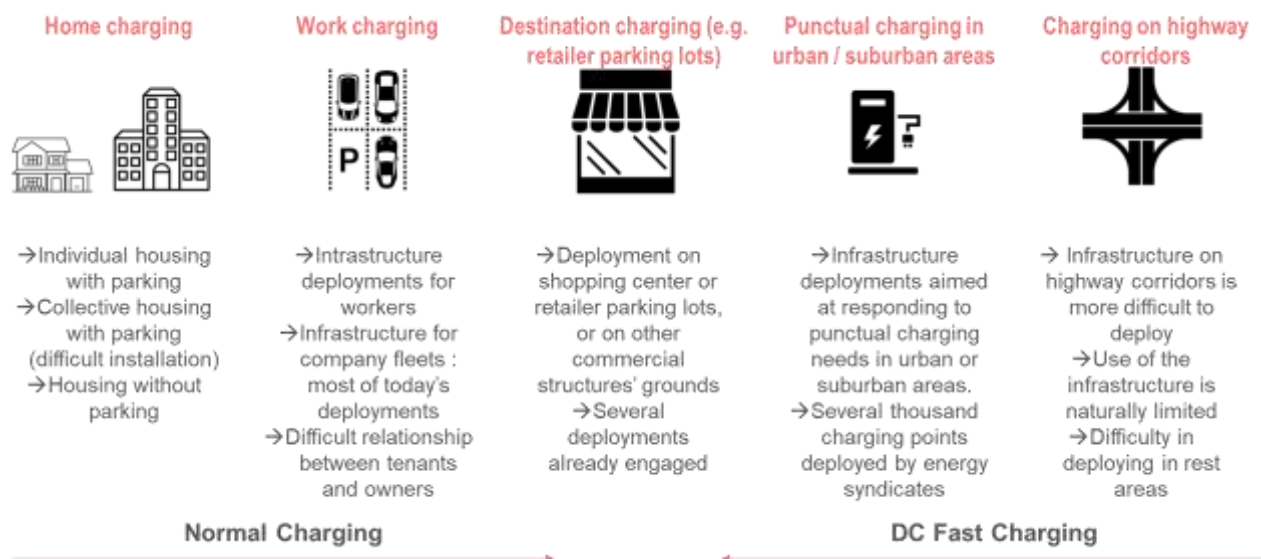 Home charging
→Individual housing
with parking
→Collective housing
with parking
(difficult installation)
→Housing without
parking
Work charging
P
→Intrastructure
deployments for
workers
→Infrastructure for
company fleets :
most of today's
deployments
→Difficult relationship
between tenants
and owners
Destination charging (e.g.
retailer parking lots)
→Deployment on
shopping center or
retailer parking lots,
or on other
commercial
structures' grounds
→Several
deployments
already engaged
Punctual charging in
urban / suburban areas
→Infrastructure
deployments aimed
at responding to
punctual charging
needs in urban or
suburban areas.
→Several thousand
charging points
deployed by energy
syndicates
Charging on highway
corridors
→ Infrastructure on
highway corridors is
more difficult to
deploy
→Use of the
infrastructure is
naturally limited
→Difficulty in
deploying in rest
areas
Normal Charging
DC Fast Charging